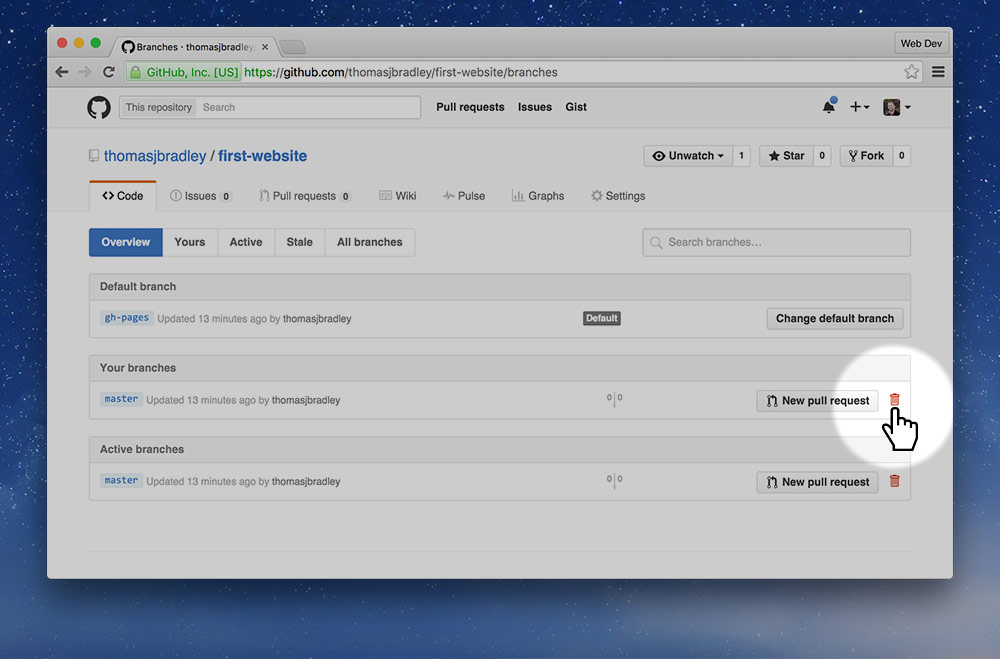 Branches · thomasjbradley/
Web Dev
GitHub, Inc. [US] https://github.com/thomasjbradley/first-website/branches
This repository Search Pull requests Issues Gist
thomasjbradley / first-website Unwatch 1 Star 0 Fork 0
Code Issues 0 Pull requests 0 Wiki Pulse Graphs Settings
Overview Yours Active Stale All branches Search branches...
Default branch
gh-pages Updated 13 minutes ago by thomasjbradley Default Change default branch
Your branches
master Updated 13 minutes ago by thomasjbradley 0 0 New pull request
Active branches
master Updated 13 minutes ago by thomasjbradley 0 0 New pull request